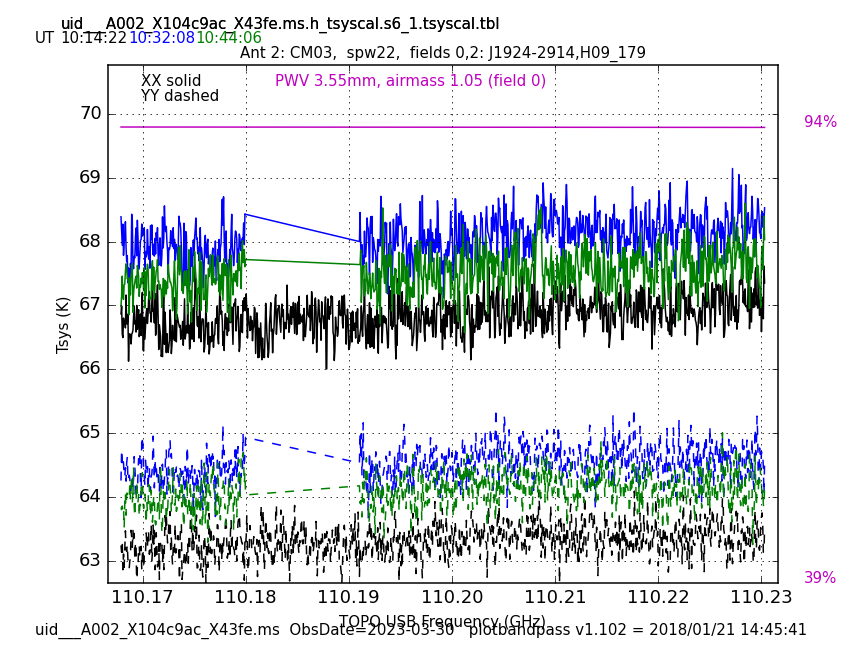 uid___A002_X104c9ac_X43fe.ms.h_tsyscal.s6_1.tsyscal.tbl
UT 10:14:22 10:32:08 10:44:06
Ant 2: CM03, spw22, fields 0,2: J1924-2914,H09_179
XX solid PWV 3.55mm, airmass 1.05 (field 0)
YY dashed
70
94%
69
68
67
Tsys (K)
66
65
64
63
39%
110.17 110.18 110.19 110.20 110.21 110.22 110.23
TOPO USB Frequency (GHz)
uid___A002_X104c9ac_X43fe.ms ObsDate=2023-03-30 plotbandpass v1.102 = 2018/01/21 14:45:41